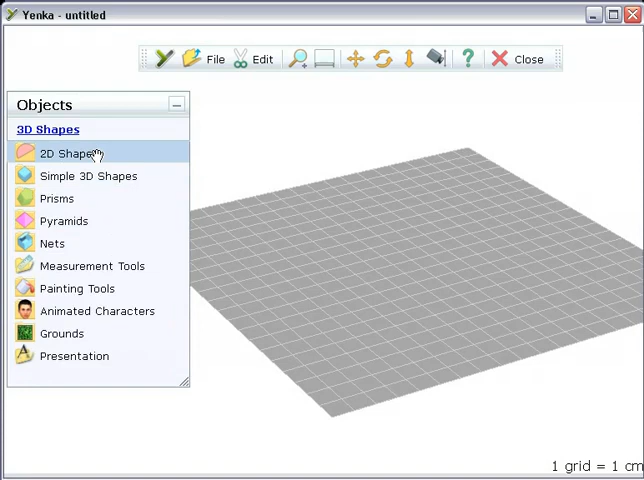 Yenka - untitled
File Edit ? Close
Objects
3D Shapes
2D Shapes
Simple 3D Shapes
Prisms
Pyramids
Nets
Measurement Tools
Painting Tools
Animated Characters
Grounds
Presentation
1 grid = 1 cm